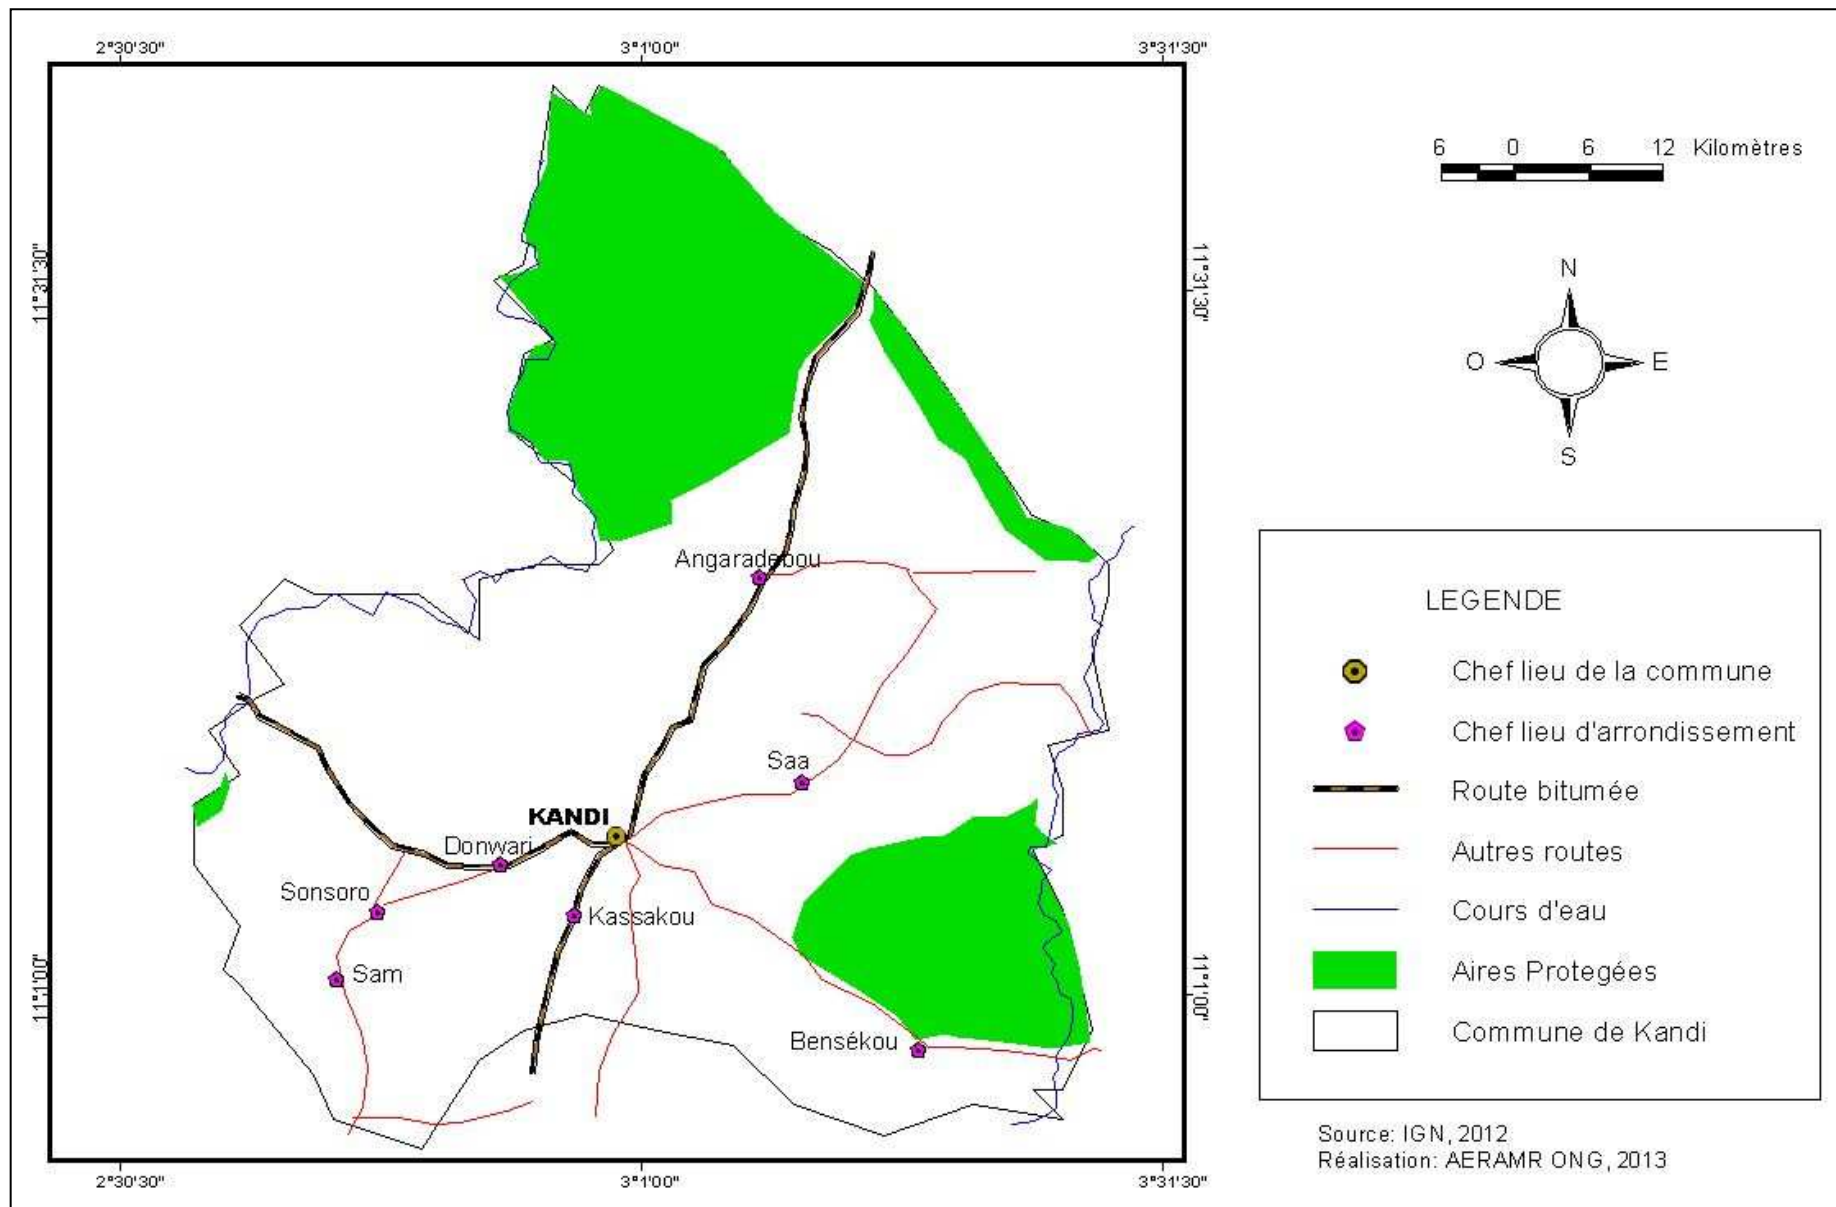 2°30'30" 3°1'00" 3°31'30"
11°31'30"
11°31'30"
11°1'00"
11°1'00"
Angaradebou
Saa
KANDI
Donwari
Sonsoro
Kassakou
Sam
Bensékou
2°30'30" 3°1'00" 3°31'30"
6 0 6 12 Kilomètres
N
O E
S
LEGENDE
Chef lieu de la commune
Chef lieu d'arrondissement
Route bitumée
Autres routes
Cours d'eau
Aires Protegées
Commune de Kandi
Source: IGN, 2012
Réalisation: AERAMR ONG, 2013